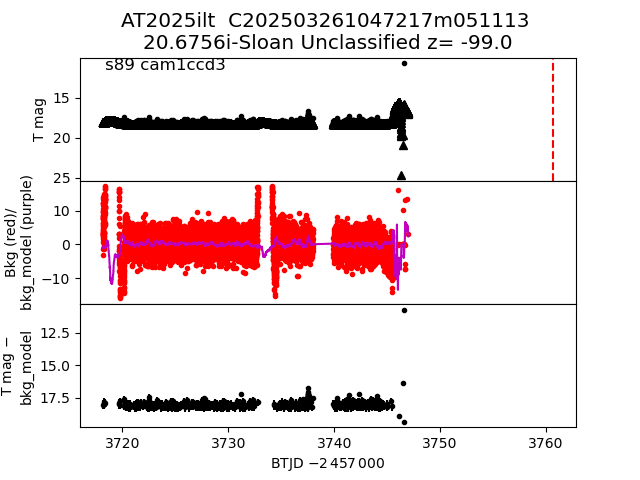 AT2025ilt  C202503261047217m051113
20.6756i-Sloan Unclassified z= -99.0
s89 cam1ccd3
T mag
15
20
25
Bkg (red)/
bkg_model (purple)
10
0
−10
T mag −
bkg_model
12.5
15.0
17.5
3720
3730
3740
3750
3760
BTJD −2 457 000